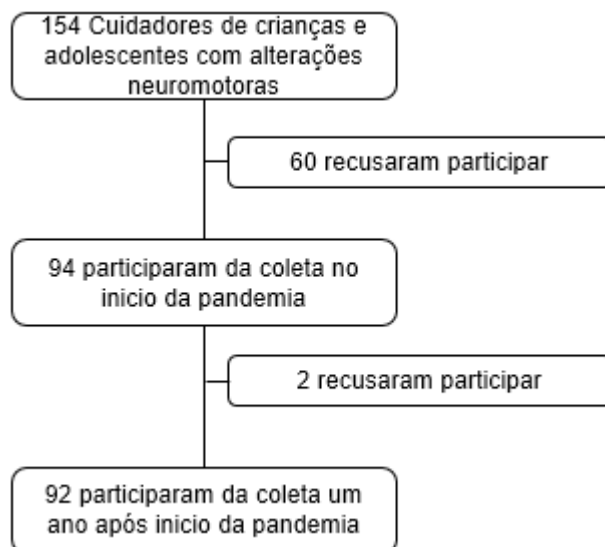 154 Cuidadores de crianças e
adolescentes com alterações
neuromotoras
60 recusaram participar
94 participaram da coleta no
inicio da pandemia
2 recusaram participar
92 participaram da coleta um
ano após inicio da pandemia